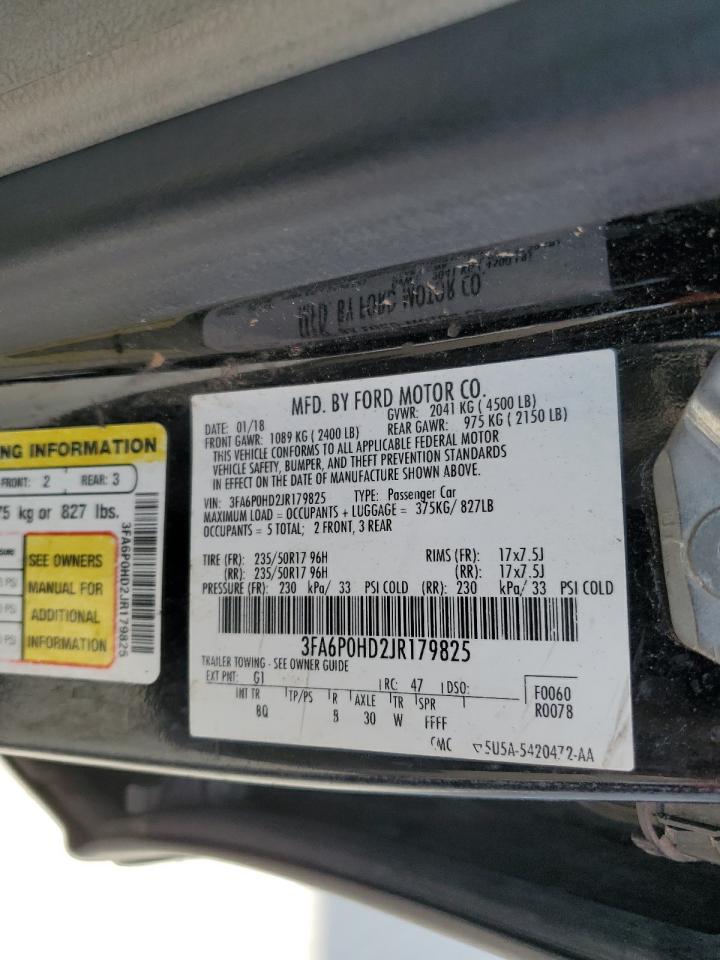 MFD. BY FORD MOTOR CO.
DATE: 01/18 GVWR: 2041 KG (4500 LB)
FRONT GAWR: 1089 KG (2400 LB) REAR GAWR: 975 KG (2150 LB)
THIS VEHICLE CONFORMS TO ALL APPLICABLE FEDERAL MOTOR
VEHICLE SAFETY, BUMPER, AND THEFT PREVENTION STANDARDS
IN EFFECT ON THE DATE OF MANUFACTURE SHOWN ABOVE.
VIN: 3FA6P0HD2JR179825 TYPE: Passenger Car
MAXIMUM LOAD = OCCUPANTS + LUGGAGE = 375KG/ 827LB
OCCUPANTS = 5 TOTAL; 2 FRONT, 3 REAR
TIRE (FR): 235/50R17 96H RIMS (FR): 17x7.5J
(RR): 235/50R17 96H (RR): 17x7.5J
PRESSURE (FR): 230 kPa/ 33 PSI COLD (RR): 230 kPa/ 33 PSI COLD
3FA6P0HD2JR179825
TRAILER TOWING - SEE OWNER GUIDE
EXT PNT: G1 RC: 47 DSO:
F0060
R0078
INT TR TP/PS R AXLE TR SPR
BQ B 30 W FFFF
5U5A-5420472-AA
NG INFORMATION
FRONT: 2 REAR: 3
75 kg or 827 lbs.
PSI
PSI
PSI
SEE OWNERS
MANUAL FOR
ADDITIONAL
INFORMATION
3FA6P0HD2JR179825